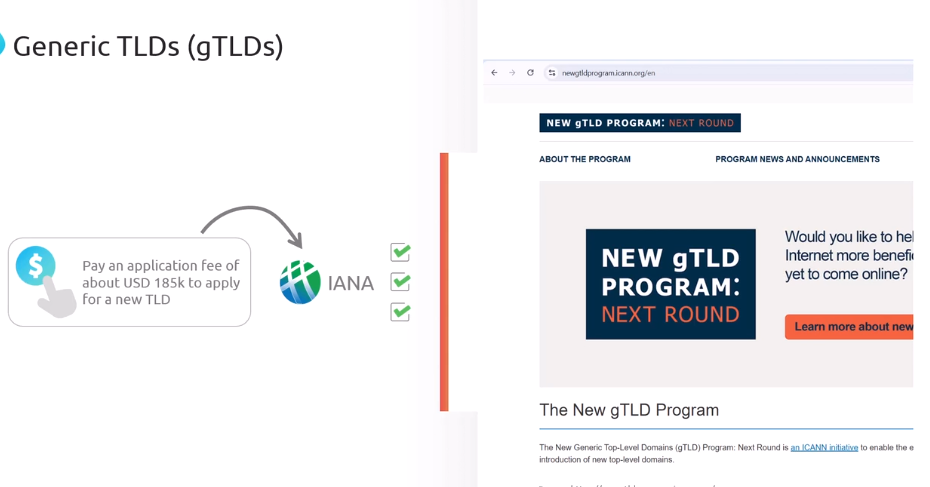 Generic TLDs (gTLDs)
Pay an application fee of
about USD 185k to apply
for a new TLD
$
IANA
newgtldprogram.icann.org/en
NEW gTLD PROGRAM: NEXT ROUND
ABOUT THE PROGRAM
PROGRAM NEWS AND ANNOUNCEMENTS
NEW gTLD
PROGRAM:
NEXT ROUND
Would you like to hel
Internet more benefi
yet to come online?
Learn more about new
The New gTLD Program
The New Generic Top-Level Domains (gTLD) Program: Next Round is an ICANN initiative to enable the e
introduction of new top-level domains.